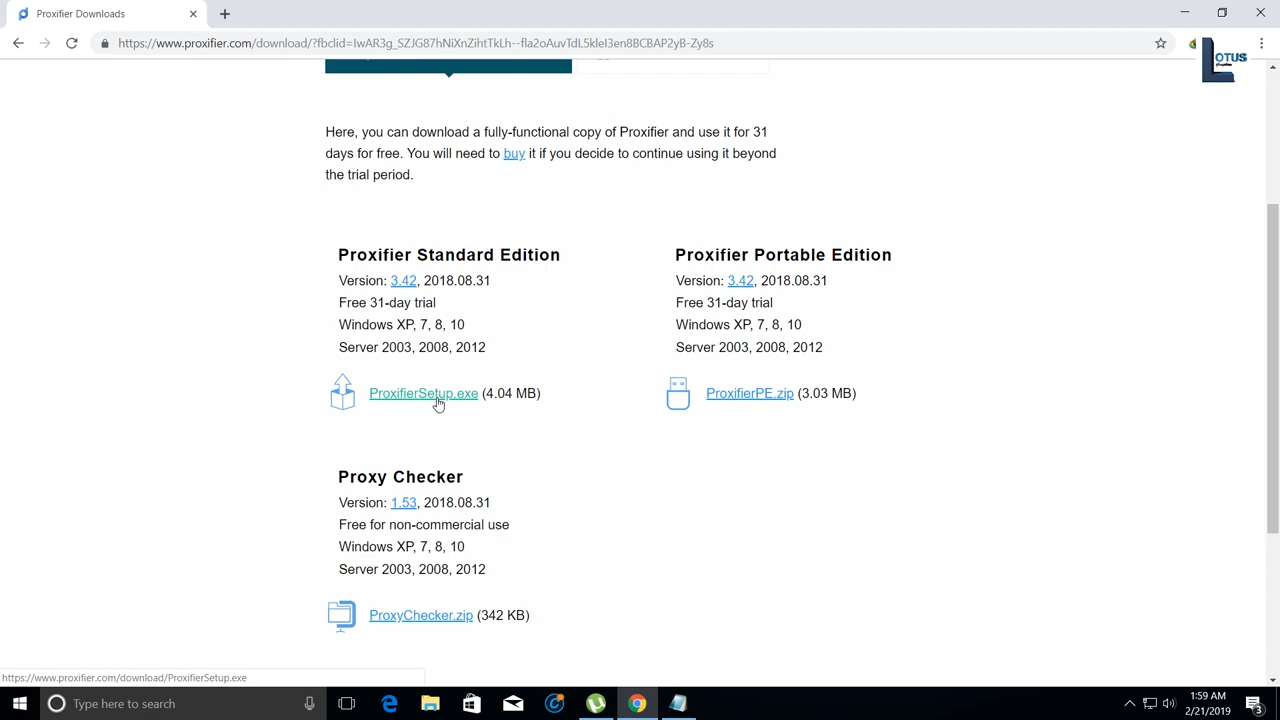 Proxifier Downloads
https://www.proxifier.com/download/?fbclid=IwAR3g_SZJG87hNiXnZihtTkLh--fla2oAuvTdL5kleI3en8BCBAP2yB-Zy8s
LOTUS
Here, you can download a fully-functional copy of Proxifier and use it for 31
days for free. You will need to buy it if you decide to continue using it beyond
the trial period.
Proxifier Standard Edition
Version: 3.42, 2018.08.31
Free 31-day trial
Windows XP, 7, 8, 10
Server 2003, 2008, 2012
ProxifierSetup.exe (4.04 MB)
Proxifier Portable Edition
Version: 3.42, 2018.08.31
Free 31-day trial
Windows XP, 7, 8, 10
Server 2003, 2008, 2012
ProxifierPE.zip (3.03 MB)
Proxy Checker
Version: 1.53, 2018.08.31
Free for non-commercial use
Windows XP, 7, 8, 10
Server 2003, 2008, 2012
ProxyChecker.zip (342 KB)
https://www.proxifier.com/download/ProxifierSetup.exe
Type here to search
1:59 AM
2/21/2019
3